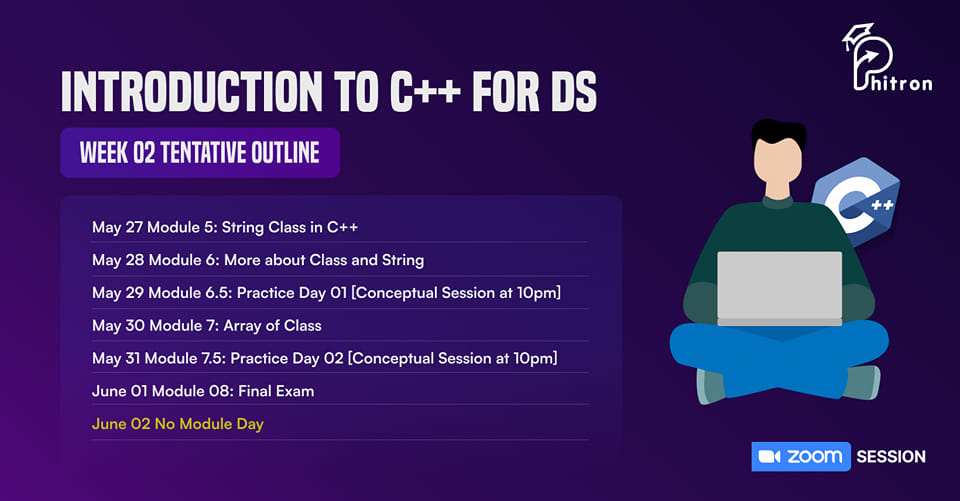 Phitron
INTRODUCTION TO C++ FOR DS
WEEK 02 TENTATIVE OUTLINE
May 27 Module 5: String Class in C++
May 28 Module 6: More about Class and String
May 29 Module 6.5: Practice Day 01 [Conceptual Session at 10pm]
May 30 Module 7: Array of Class
May 31 Module 7.5: Practice Day 02 [Conceptual Session at 10pm]
June 01 Module 08: Final Exam
June 02 No Module Day
C++
zoom SESSION